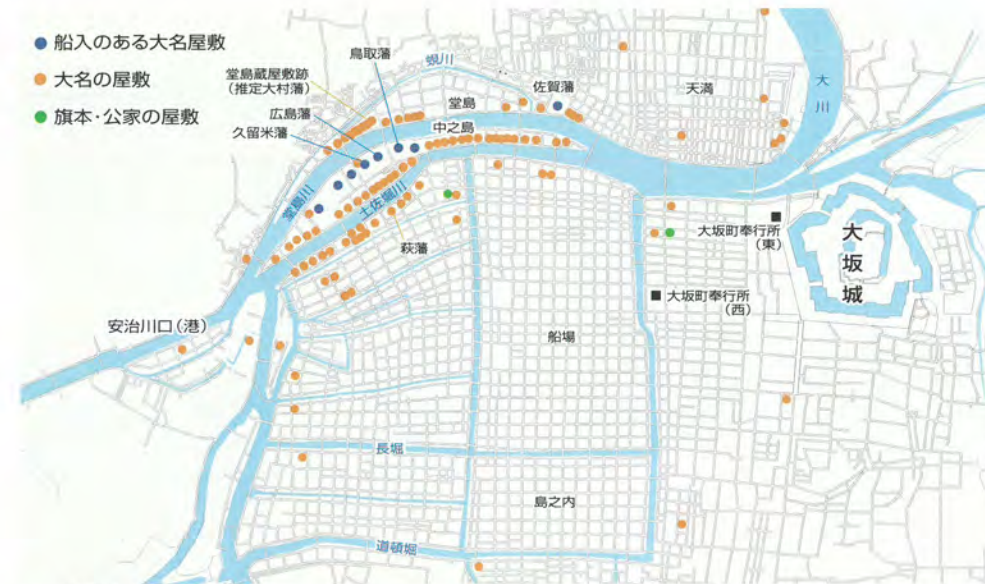 船入のある大名屋敷
大名の屋敷
旗本・公家の屋敷
鳥取藩
堂島蔵屋敷跡
(推定大村藩)
広島藩
久留米藩
蜆川
佐賀藩
堂島
中之島
天満
大川
堂島川
土佐堀川
萩藩
大坂町奉行所
(東)
大坂城
大坂町奉行所
(西)
安治川口(港)
船場
長堀
島之内
道頓堀